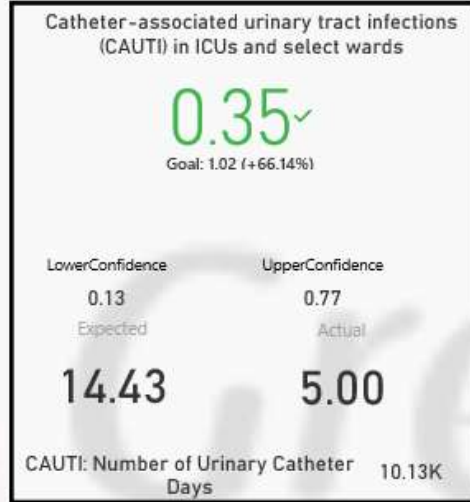 Catheter-associated urinary tract infections
(CAUTI) in ICUs and select wards
0.35✓
Goal: 1.02 (+66.14%)
LowerConfidence UpperConfidence
0.13 0.77
Expected Actual
14.43 5.00
CAUTI: Number of Urinary Catheter
Days 10.13K